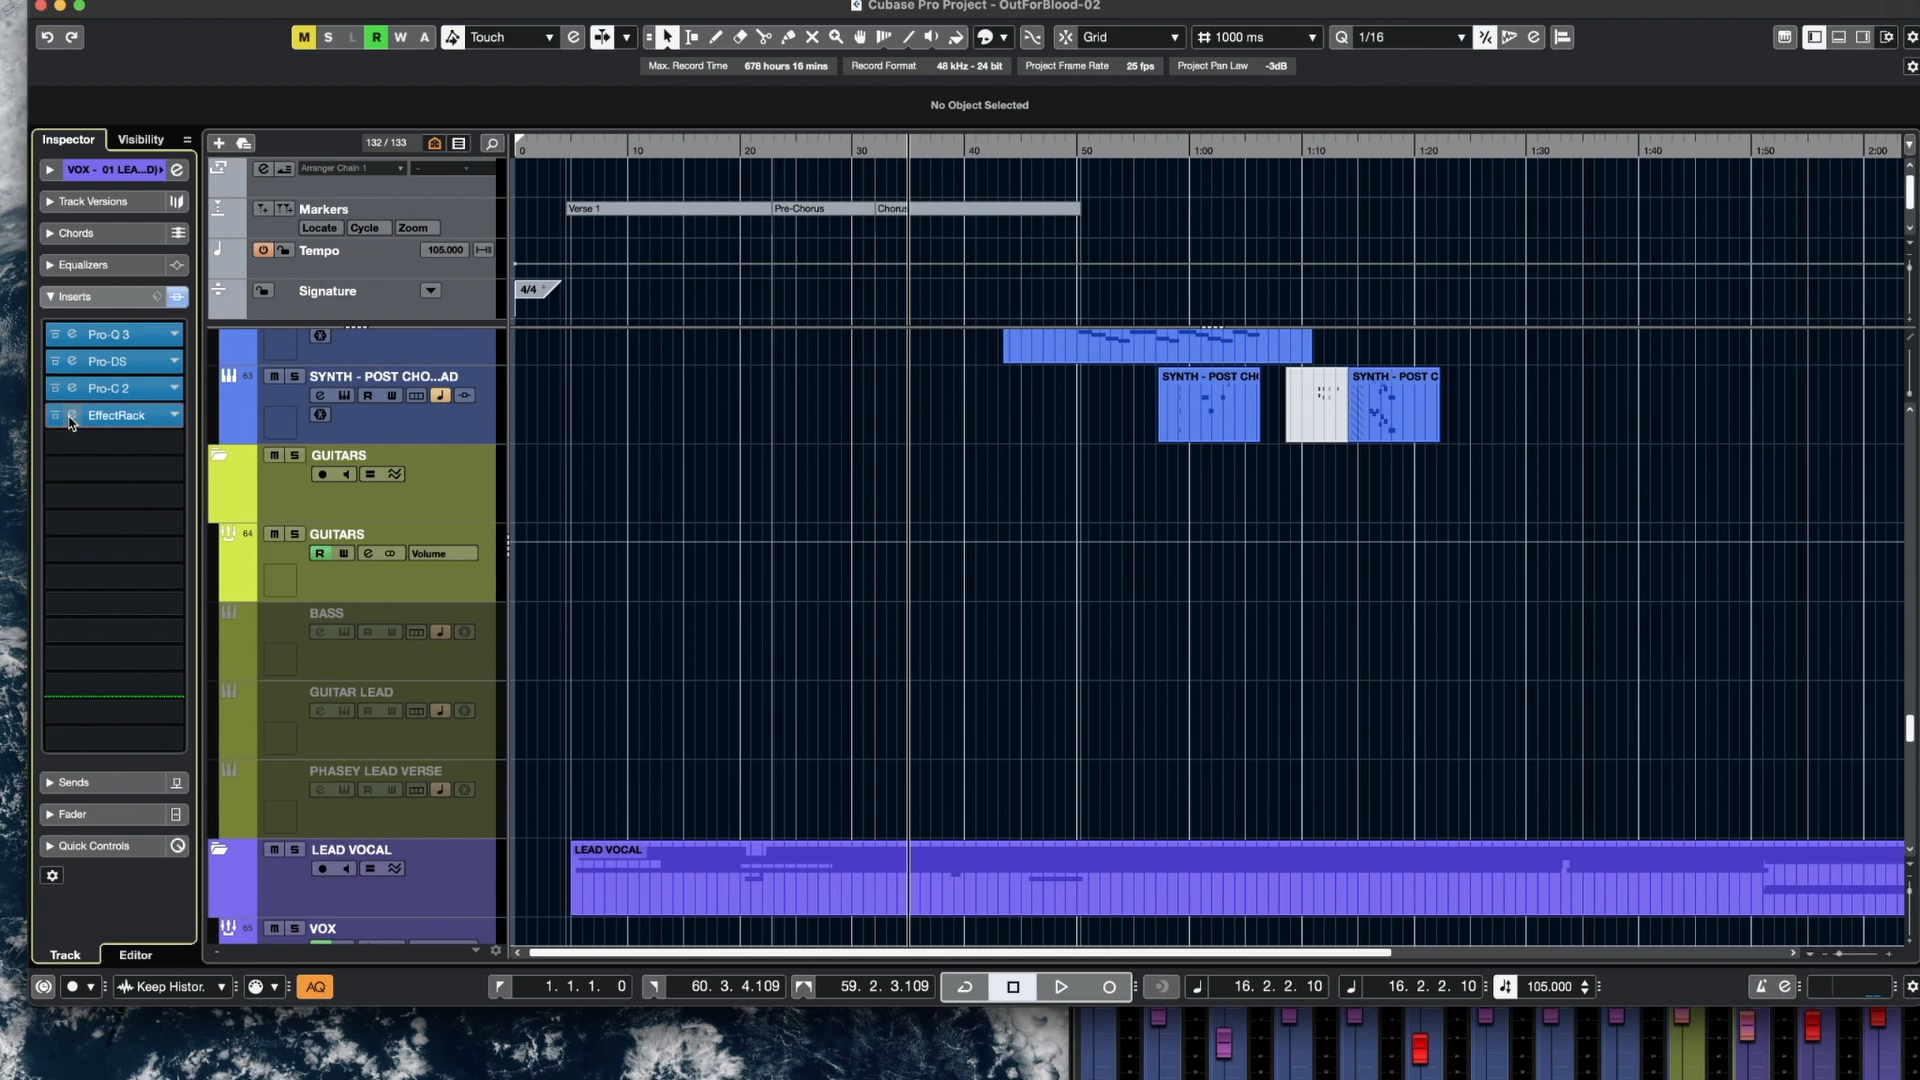 Cubase Pro Project - OutForBlood-02
M S L R W A Touch Grid 1000 ms Q 1/16
Max. Record Time 678 hours 16 mins Record Format 48 kHz - 24 bit Project Frame Rate 25 fps Project Pan Law -3dB
No Object Selected
Inspector Visibility
132 / 133
0 10 20 30 40 50 1:00 1:10 1:20 1:30 1:40 1:50 2:00
VOX - 01 LEA...D)
Arranger Chain 1 -
Track Versions
Markers
Verse 1 Pre-Chorus Chorus
Locate Cycle Zoom
Chords
Tempo 105.000
Equalizers
Signature
4/4
Inserts
Pro-Q 3
Pro-DS
Pro-C 2
EffectRack
63 m S SYNTH - POST CHO...AD
R W
SYNTH - POST CH
SYNTH - POST C
m S GUITARS
64 m S GUITARS
R W Volume
BASS
R W
GUITAR LEAD
R W
PHASEY LEAD VERSE
R W
Sends
Fader
Quick Controls
m S LEAD VOCAL
LEAD VOCAL
65 m S VOX
Track Editor
Keep Histor. AQ 1. 1. 1. 0 60. 3. 4.109 59. 2. 3.109 16. 2. 2. 10 16. 2. 2. 10 105.000